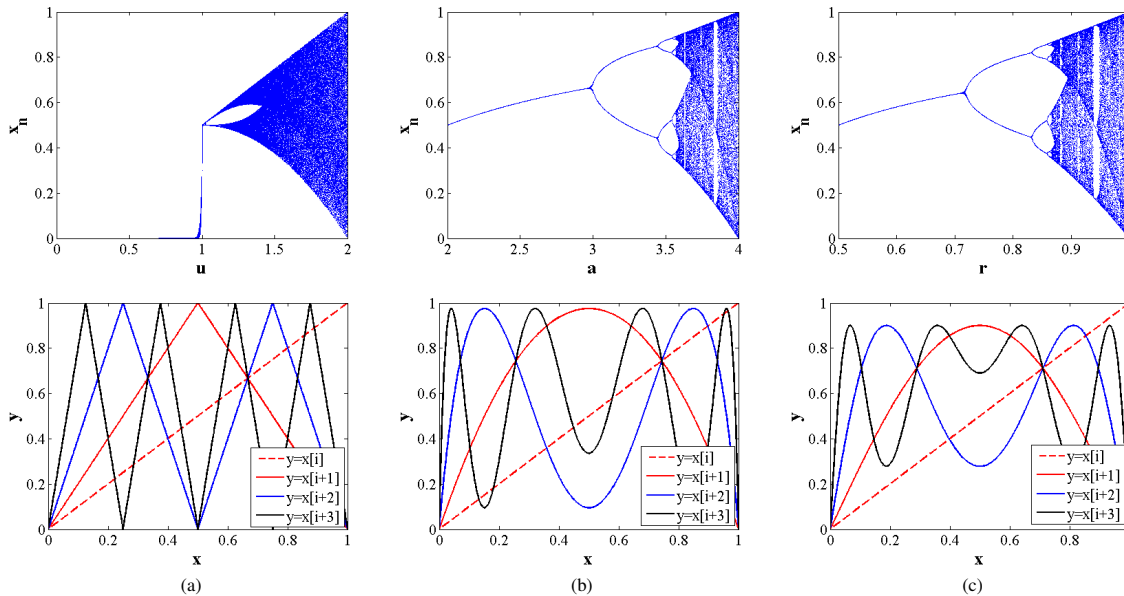 1
0.8
0.6
0.4
0.2
0
x_n
0 0.5 1 1.5 2
u
1
0.8
0.6
0.4
0.2
0
x_n
2 2.5 3 3.5 4
a
1
0.8
0.6
0.4
0.2
0
x_n
0.5 0.6 0.7 0.8 0.9
r
1
0.8
0.6
0.4
0.2
0
y
y=x[i]
y=x[i+1]
y=x[i+2]
y=x[i+3]
0 0.2 0.4 0.6 0.8 1
x
(a)
1
0.8
0.6
0.4
0.2
0
y
y=x[i]
y=x[i+1]
y=x[i+2]
y=x[i+3]
0 0.2 0.4 0.6 0.8 1
x
(b)
1
0.8
0.6
0.4
0.2
0
y
y=x[i]
y=x[i+1]
y=x[i+2]
y=x[i+3]
0 0.2 0.4 0.6 0.8
x
(c)